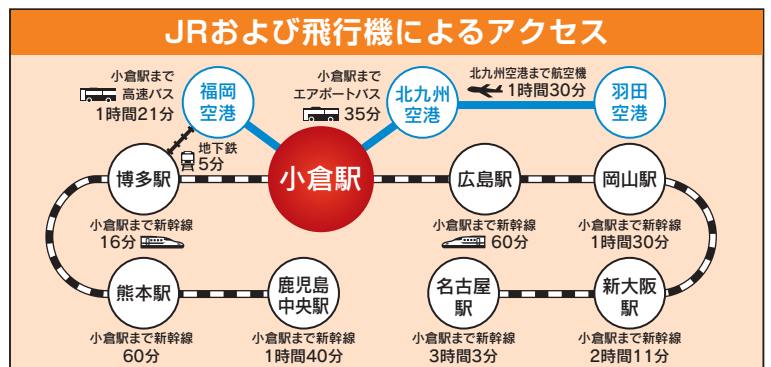 JRおよび飛行機によるアクセス
小倉駅まで
高速バス
1時間21分
福岡
空港
小倉駅まで
エアポートバス
35分
北九州
空港
北九州空港まで航空機
1時間30分
羽田
空港
地下鉄
5分
博多駅
小倉駅まで新幹線
16分
小倉駅
広島駅
小倉駅まで新幹線
60分
岡山駅
小倉駅まで新幹線
1時間30分
熊本駅
小倉駅まで新幹線
60分
鹿児島
中央駅
小倉駅まで新幹線
1時間40分
名古屋
駅
小倉駅まで新幹線
3時間3分
新大阪
駅
小倉駅まで新幹線
2時間11分